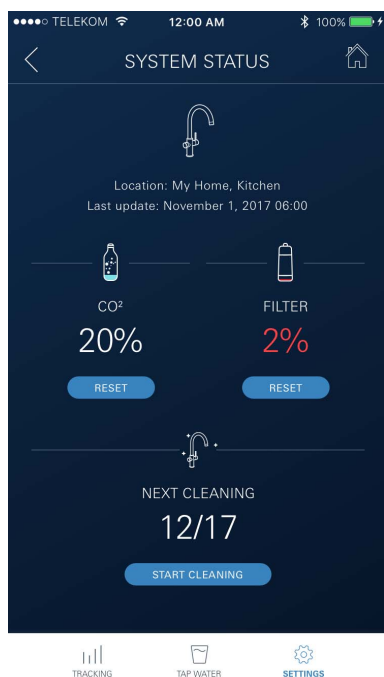 TELEKOM 12:00 AM 100%
SYSTEM STATUS
Location: My Home, Kitchen
Last update: November 1, 2017 06:00
CO² FILTER
20% 2%
RESET RESET
NEXT CLEANING
12/17
START CLEANING
TRACKING TAP WATER SETTINGS